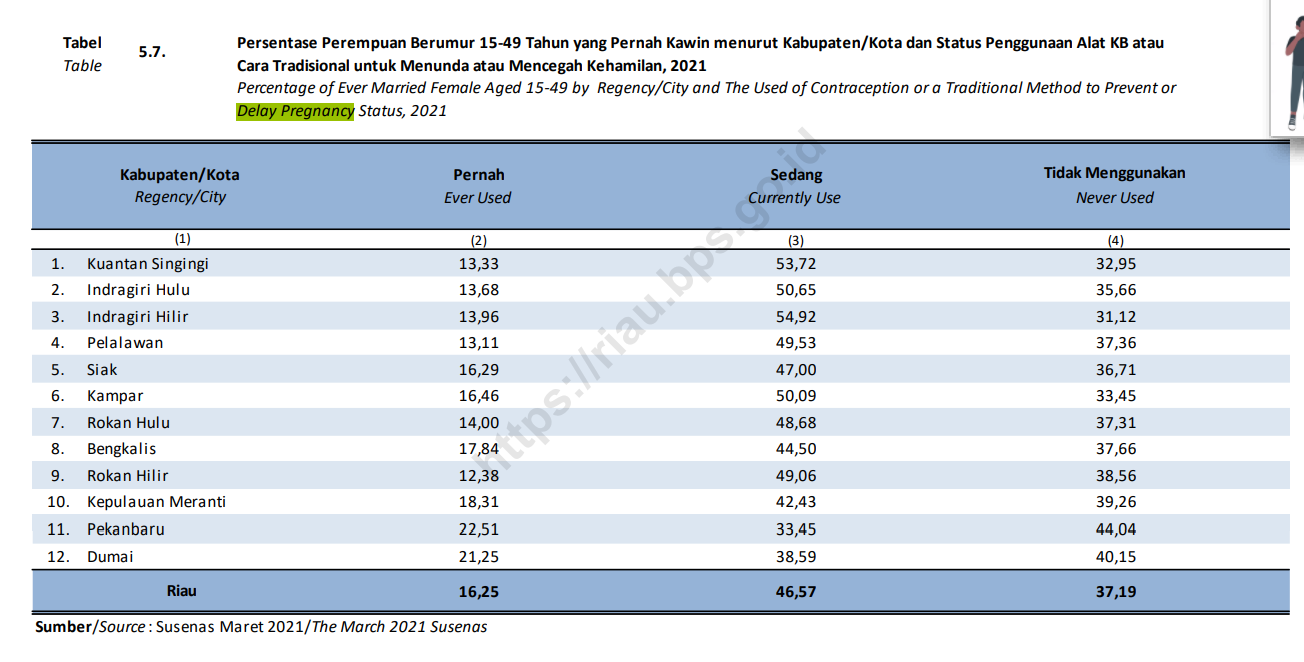 Tabel 5.7. Persentase Perempuan Berumur 15-49 Tahun yang Pernah Kawin menurut Kabupaten/Kota dan Status Penggunaan Alat KB atau
Table Cara Tradisional untuk Menunda atau Mencegah Kehamilan, 2021
Percentage of Ever Married Female Aged 15-49 by Regency/City and The Used of Contraception or a Traditional Method to Prevent or
Delay Pregnancy Status, 2021
Kabupaten/Kota Pernah Sedang Tidak Menggunakan
Regency/City Ever Used Currently Use Never Used
(1) (2) (3) (4)
1. Kuantan Singingi 13,33 53,72 32,95
2. Indragiri Hulu 13,68 50,65 35,66
3. Indragiri Hilir 13,96 54,92 31,12
4. Pelalawan 13,11 49,53 37,36
5. Siak 16,29 47,00 36,71
6. Kampar 16,46 50,09 33,45
7. Rokan Hulu 14,00 48,68 37,31
8. Bengkalis 17,84 44,50 37,66
9. Rokan Hilir 12,38 49,06 38,56
10. Kepulauan Meranti 18,31 42,43 39,26
11. Pekanbaru 22,51 33,45 44,04
12. Dumai 21,25 38,59 40,15
Riau 16,25 46,57 37,19
Sumber/Source : Susenas Maret 2021/The March 2021 Susenas
https://riau.bps.go.id